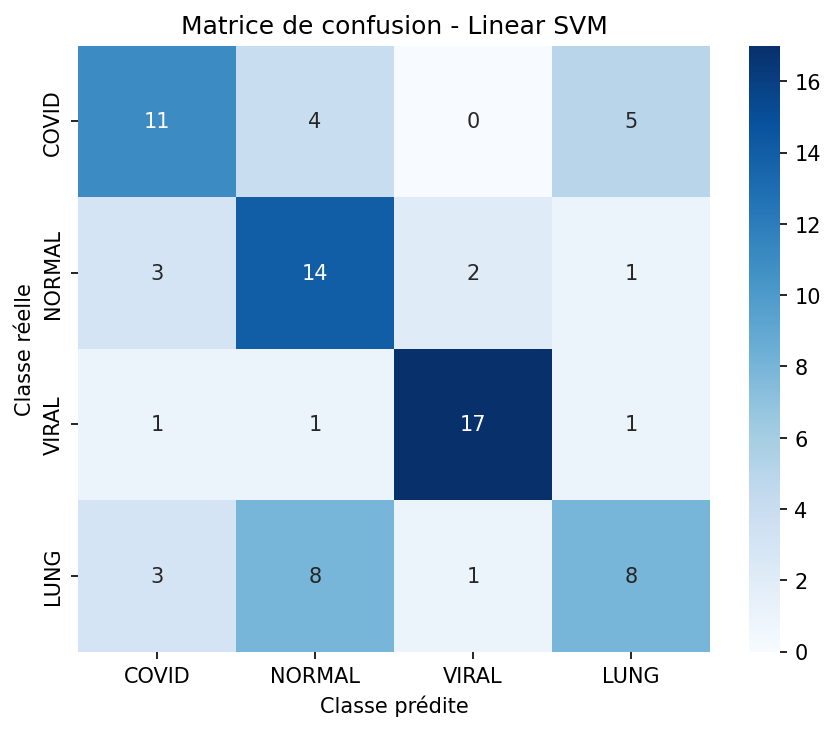 Matrice de confusion - Linear SVM
Classe réelle
COVID
11 4 0 5
NORMAL
3 14 2 1
VIRAL
1 1 17 1
LUNG
3 8 1 8
COVID NORMAL VIRAL LUNG
Classe prédite
16
14
12
10
8
6
4
2
0